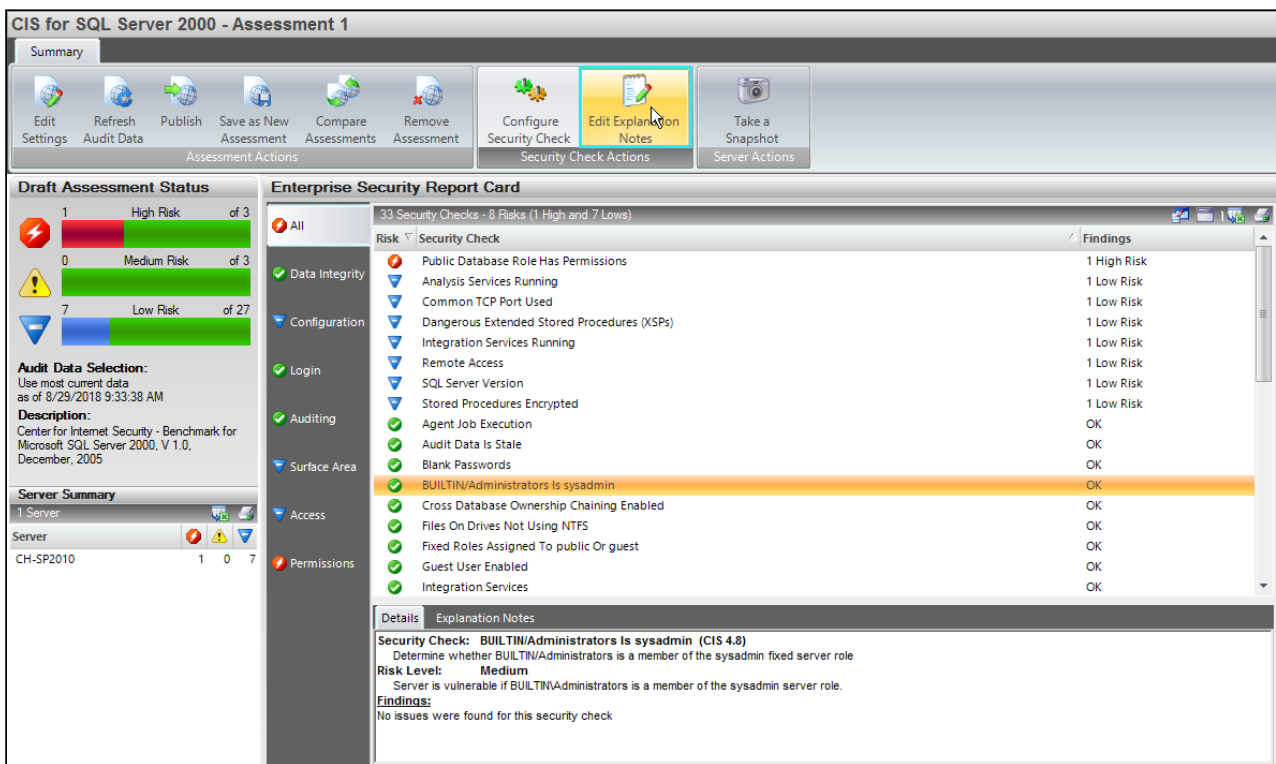 CIS for SQL Server 2000 - Assessment 1
Summary
Edit Settings
Refresh Audit Data
Publish
Save as New Assessment
Compare Assessments
Remove Assessment
Assessment Actions
Configure Security Check
Edit Explanation Notes
Security Check Actions
Take a Snapshot
Server Actions
Draft Assessment Status
1 High Risk of 3
0 Medium Risk of 3
7 Low Risk of 27
Audit Data Selection:
Use most current data
as of 8/29/2018 9:33:38 AM
Description:
Center for Internet Security - Benchmark for
Microsoft SQL Server 2000, V 1.0,
December, 2005
Server Summary
1 Server
Server
CH-SP2010 1 0 7
Enterprise Security Report Card
All
Data Integrity
Configuration
Login
Auditing
Surface Area
Access
Permissions
33 Security Checks - 8 Risks (1 High and 7 Lows)
Risk Security Check Findings
Public Database Role Has Permissions 1 High Risk
Analysis Services Running 1 Low Risk
Common TCP Port Used 1 Low Risk
Dangerous Extended Stored Procedures (XSPs) 1 Low Risk
Integration Services Running 1 Low Risk
Remote Access 1 Low Risk
SQL Server Version 1 Low Risk
Stored Procedures Encrypted 1 Low Risk
Agent Job Execution OK
Audit Data Is Stale OK
Blank Passwords OK
BUILTIN/Administrators Is sysadmin OK
Cross Database Ownership Chaining Enabled OK
Files On Drives Not Using NTFS OK
Fixed Roles Assigned To public Or guest OK
Guest User Enabled OK
Integration Services OK
Details Explanation Notes
Security Check: BUILTIN/Administrators Is sysadmin (CIS 4.8)
Determine whether BUILTIN/Administrators is a member of the sysadmin fixed server role
Risk Level: Medium
Server is vulnerable if BUILTIN\Administrators is a member of the sysadmin server role.
Findings:
No issues were found for this security check